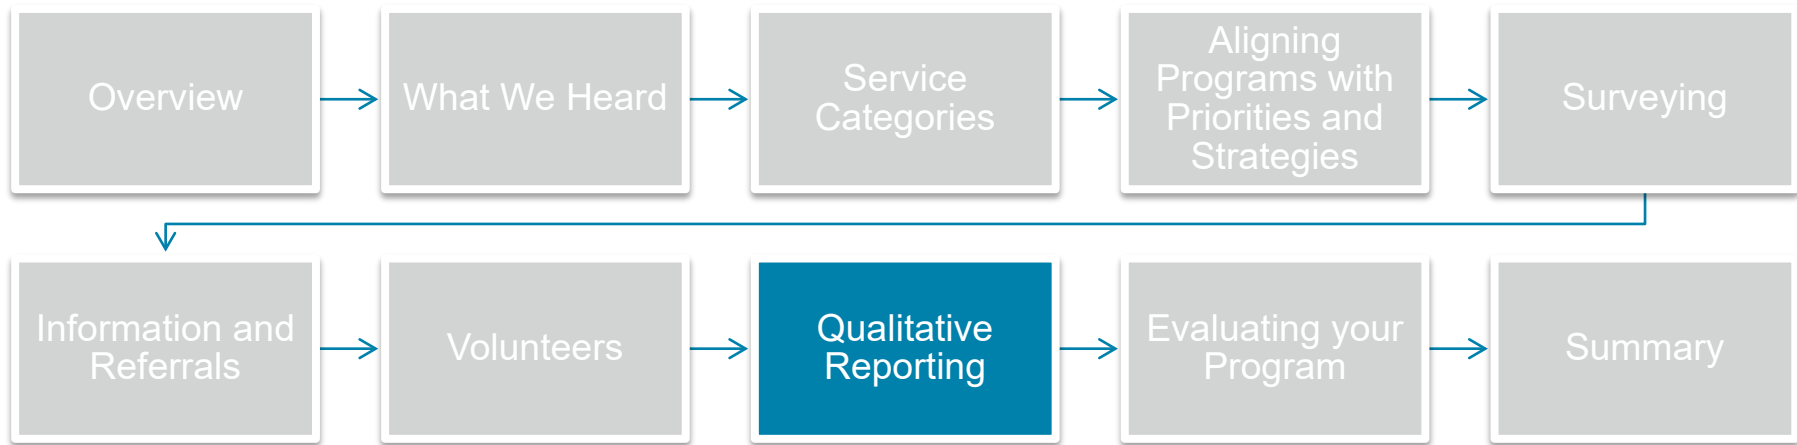 Overview
What We Heard
Service
Categories
Aligning
Programs with
Priorities and
Strategies
Surveying
Information and
Referrals
Volunteers
Qualitative
Reporting
Evaluating your
Program
Summary